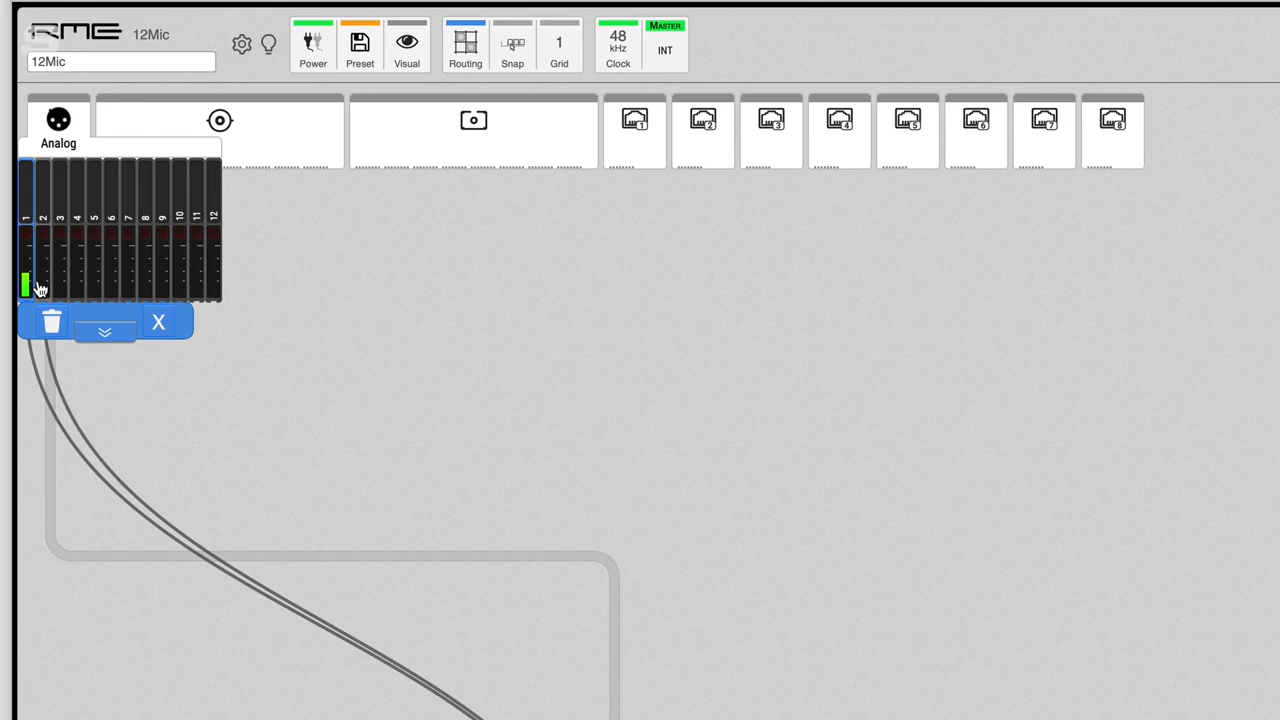 RME 12Mic
12Mic
Power Preset Visual
Routing Snap 1 Grid
48 kHz Clock
MASTER INT
1 2 3 4 5 6 7 8
Analog
1 2 3 4 5 6 7 8 9 10 11 12
X